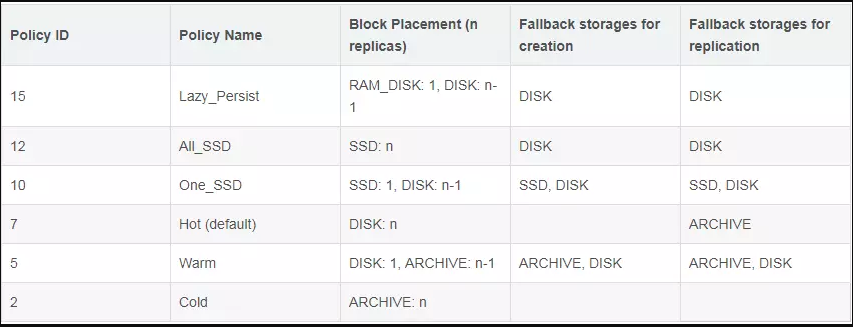 Policy ID
Policy Name
Block Placement (n
replicas)
Fallback storages for
creation
Fallback storages for
replication
15
Lazy_Persist
RAM_DISK: 1, DISK: n-
1
DISK
DISK
12
All_SSD
SSD: n
DISK
DISK
10
One_SSD
SSD: 1, DISK: n-1
SSD, DISK
SSD, DISK
7
Hot (default)
DISK: n
ARCHIVE
5
Warm
DISK: 1, ARCHIVE: n-1
ARCHIVE, DISK
ARCHIVE, DISK
2
Cold
ARCHIVE: n